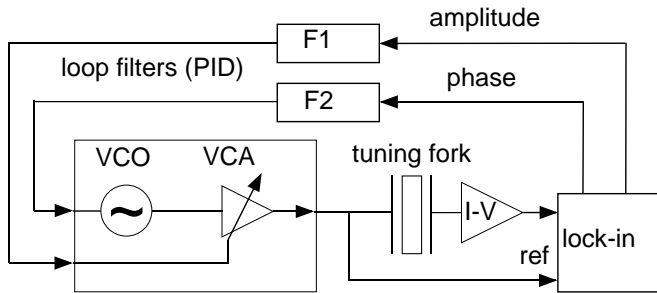 amplitude
F1
loop filters (PID)
F2
phase
VCO
VCA
tuning fork
~
I-V
lock-in
ref